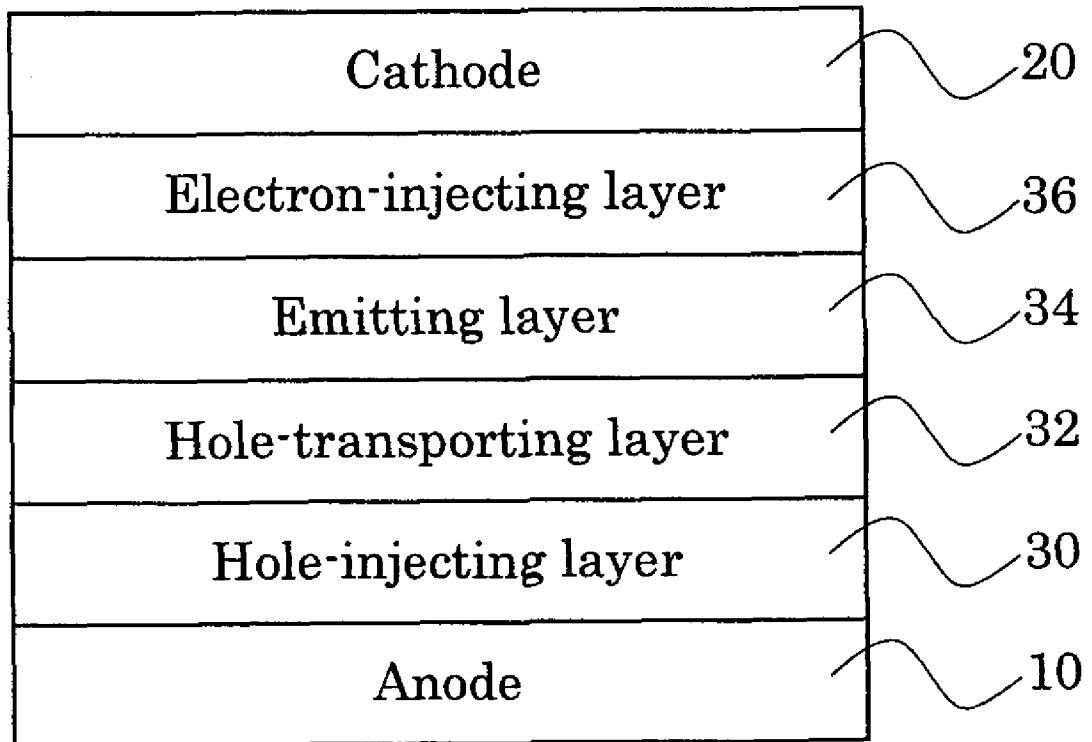 Cathode 20
Electron-injecting layer 36
Emitting layer 34
Hole-transporting layer 32
Hole-injecting layer 30
Anode 10